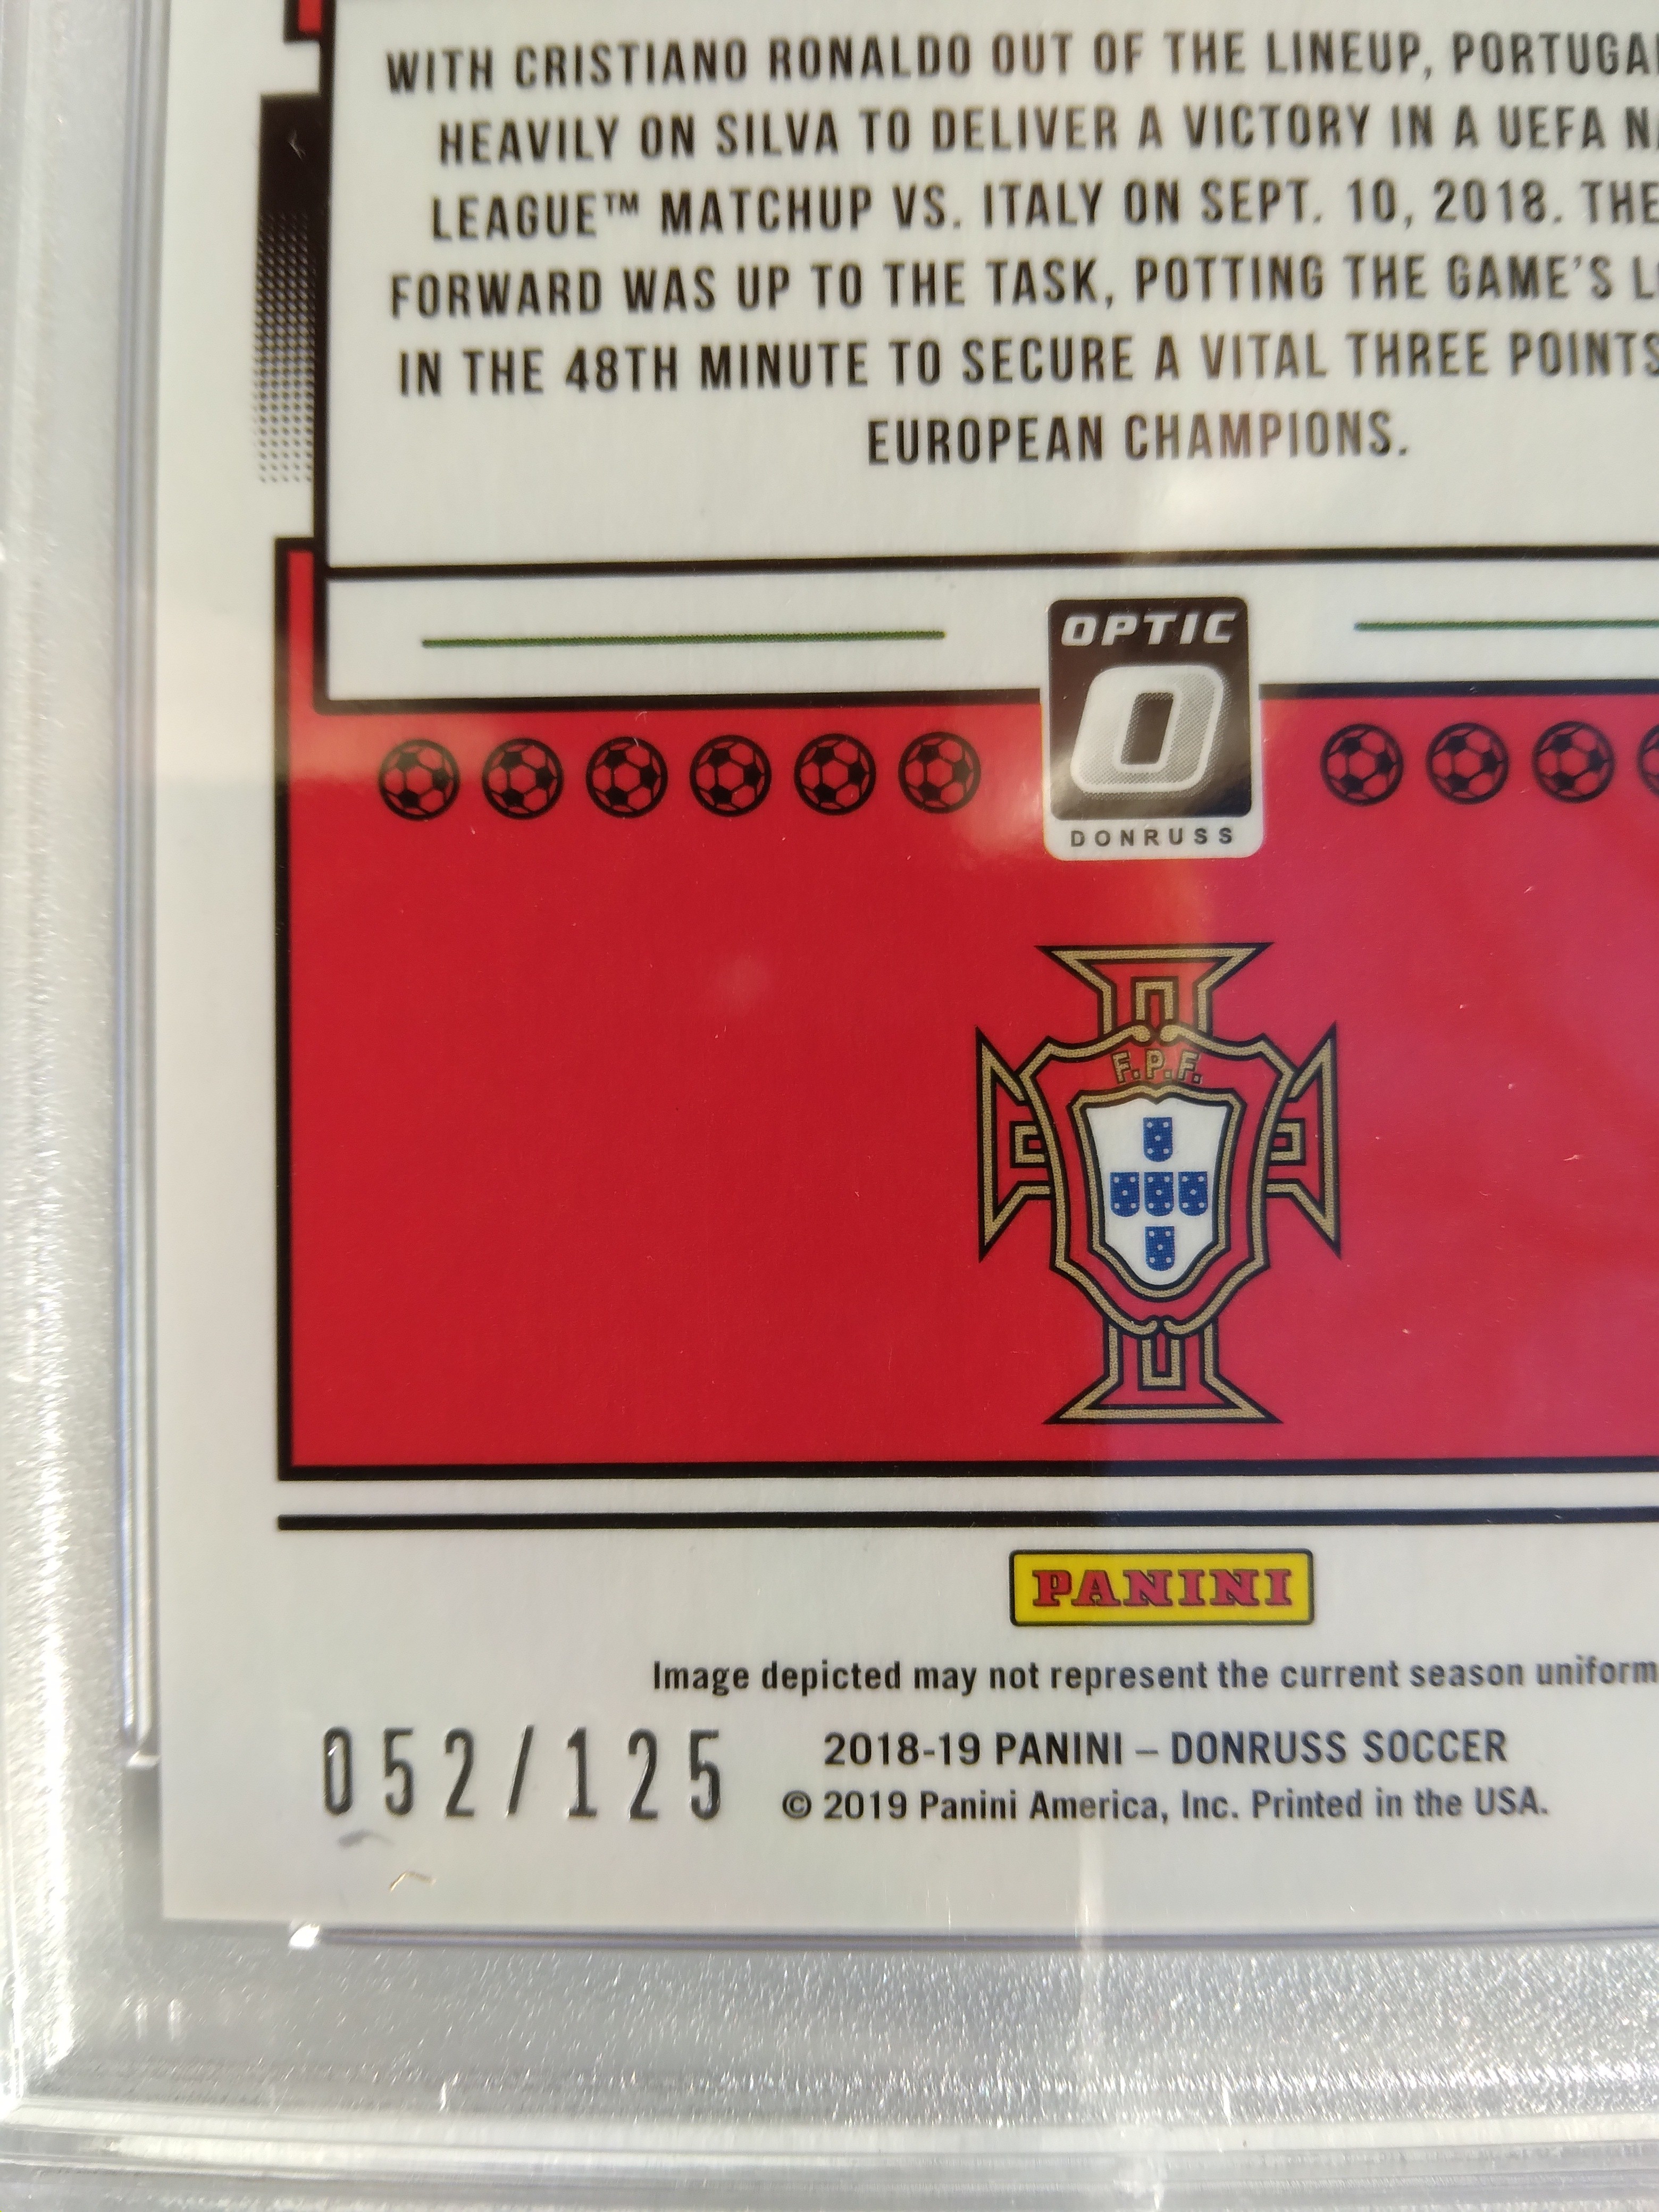 WITH CRISTIANO RONALDO OUT OF THE LINEUP,
HEAVILY ON SILVA TO DELIVER A VICTORY IN A UEFA
LEAGUE™ MATCHUP VS. ITALY ON SEPT. 10, 2018. THE
FORWARD WAS UP TO THE TASK, POTTING THE GAME'S
IN THE 48TH MINUTE TO SECURE A VITAL THREE POINTS
EUROPEAN CHAMPIONS.
OPTIC
O
DONRUSS
F.P.F.
PANINI
Image depicted may not represent the current season uniform
052/125
2018-19 PANINI – DONRUSS SOCCER
© 2019 Panini America, Inc. Printed in the USA.